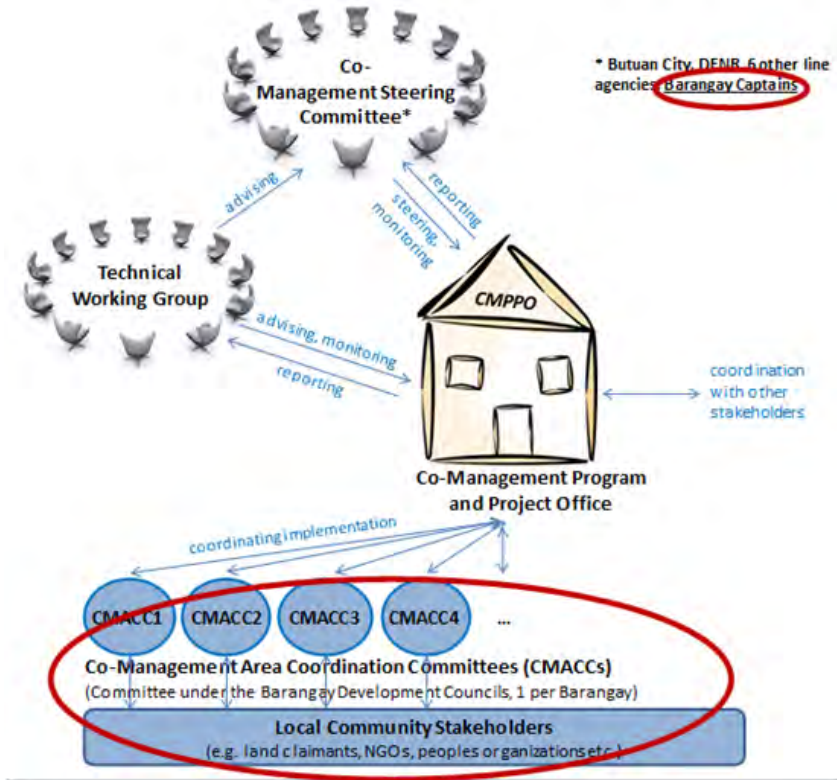 Co-
Management Steering
Committee*
* Butuan City, DENR, 6 other line
agencies, Barangay Captains
advising
reporting
steering,
monitoring
Technical
Working Group
CMPPO
advising, monitoring
reporting
coordination
with other
stakeholders
Co-Management Program
and Project Office
coordinating implementation
CMACC1
CMACC2
CMACC3
CMACC4
...
Co-Management Area Coordination Committees (CMACCs)
(Committee under the Barangay Development Councils, 1 per Barangay)
Local Community Stakeholders
(e.g. land claimants, NGOs, peoples organizations etc.)